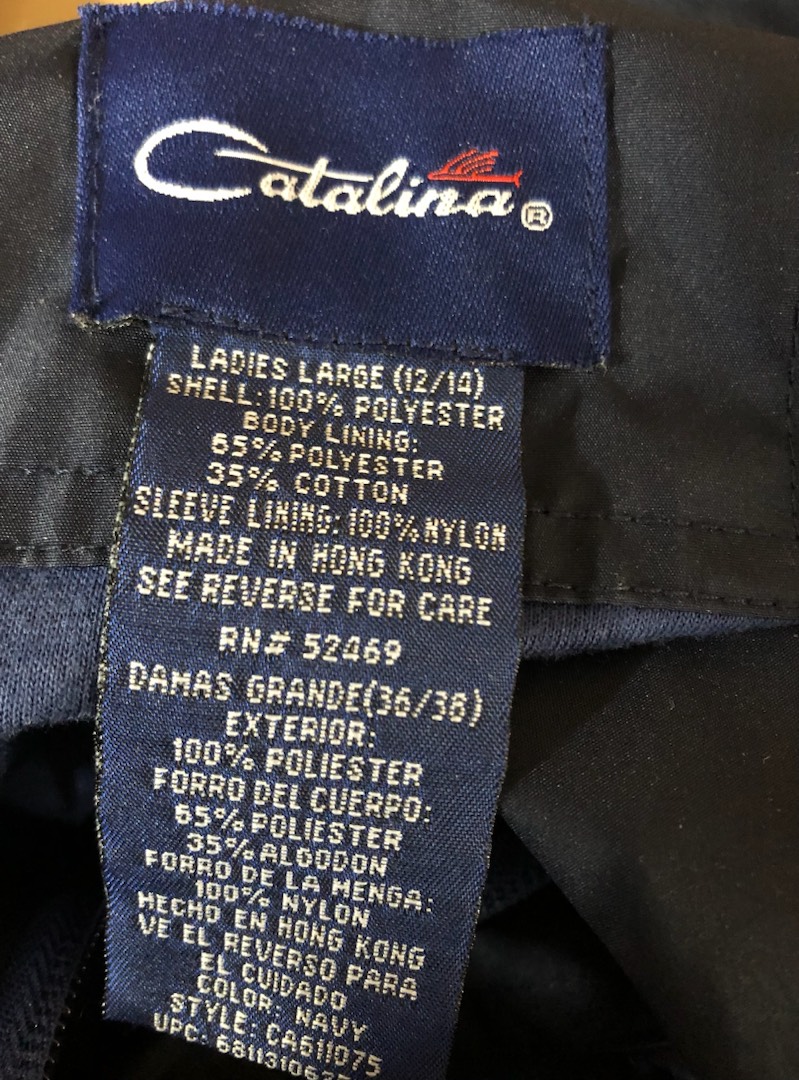 Catalina®
LADIES LARGE (12/14)
SHELL: 100% POLYESTER
BODY LINING:
65% POLYESTER
35% COTTON
SLEEVE LINING: 100% NYLON
MADE IN HONG KONG
SEE REVERSE FOR CARE
RN# 52469
DAMAS GRANDE (36/38)
EXTERIOR:
100% POLIESTER
FORRO DEL CUERPO:
65% POLIESTER
35% ALGODON
FORRO DE LA MENGA:
100% NYLON
HECHO EN HONG KONG
VE EL REVERSO PARA
EL CUIDADO
COLOR: NAVY
STYLE: CA611075
UPC: